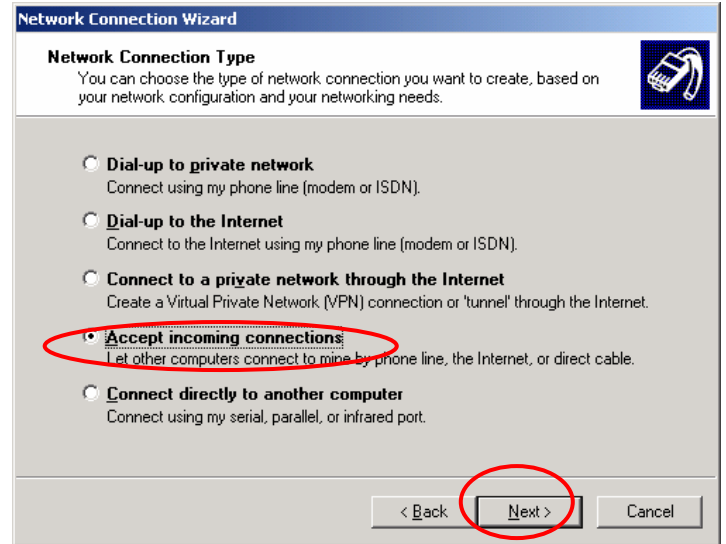 Network Connection Wizard
Network Connection Type
You can choose the type of network connection you want to create, based on
your network configuration and your networking needs.
Dial-up to private network
Connect using my phone line (modem or ISDN).
Dial-up to the Internet
Connect to the Internet using my phone line (modem or ISDN).
Connect to a private network through the Internet
Create a Virtual Private Network (VPN) connection or 'tunnel' through the Internet.
Accept incoming connections
Let other computers connect to mine by phone line, the Internet, or direct cable.
Connect directly to another computer
Connect using my serial, parallel, or infrared port.
< Back Next > Cancel